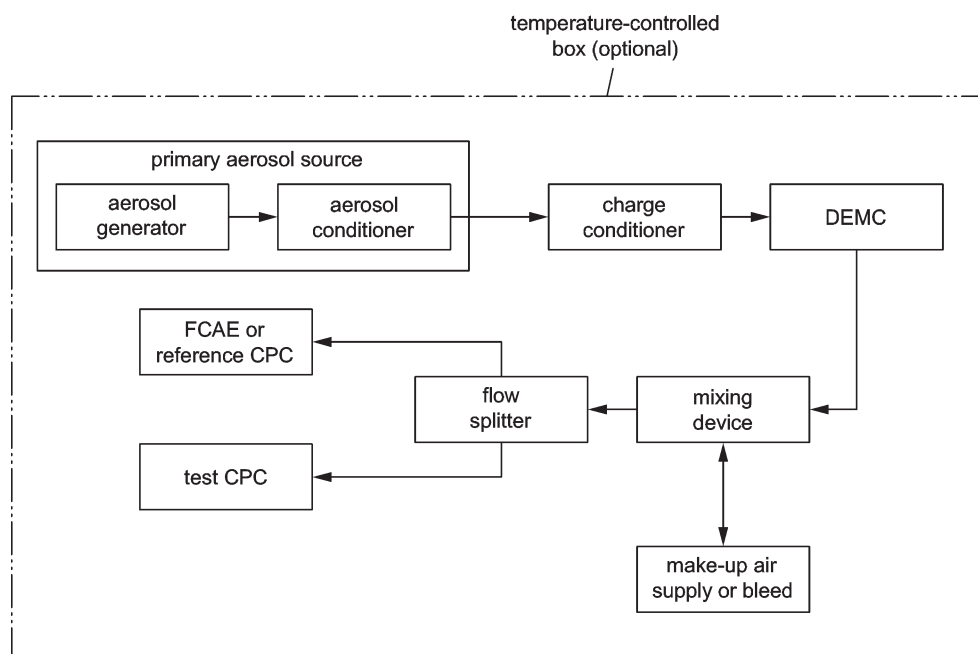 temperature-controlled
box (optional)
primary aerosol source
aerosol
generator
aerosol
conditioner
charge
conditioner
DEMC
FCAE or
reference CPC
flow
splitter
mixing
device
test CPC
make-up air
supply or bleed